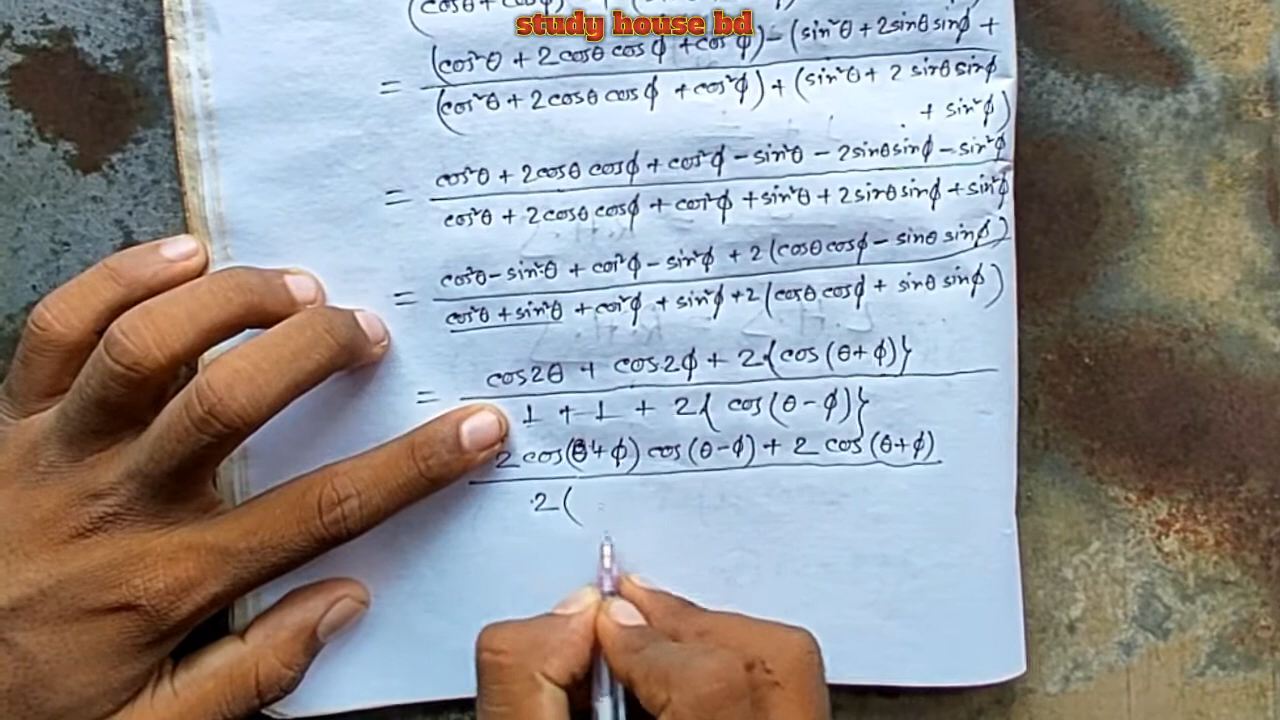 study house bd
= (cos²θ + 2cosθ cosϕ + cos²ϕ) - (sin²θ + 2sinθ sinϕ +
(cos²θ + 2cosθ cosϕ + cos²ϕ) + (sin²θ + 2 sinθ sinϕ
+ sin²ϕ)
= cos²θ + 2cosθ cosϕ + cos²ϕ - sin²θ - 2sinθ sinϕ - sin²ϕ
cos²θ + 2cosθ cosϕ + cos²ϕ + sin²θ + 2sinθ sinϕ + sin²ϕ
= cos²θ - sin²θ + cos²ϕ - sin²ϕ + 2(cosθ cosϕ - sinθ sinϕ)
cos²θ + sin²θ + cos²ϕ + sin²ϕ + 2(cosθ cosϕ + sinθ sinϕ)
= cos2θ + cos2ϕ + 2{cos(θ+ϕ)}
1 + 1 + 2{cos(θ-ϕ)}
2 cos(θ+ϕ) cos(θ-ϕ) + 2 cos(θ+ϕ)
2(